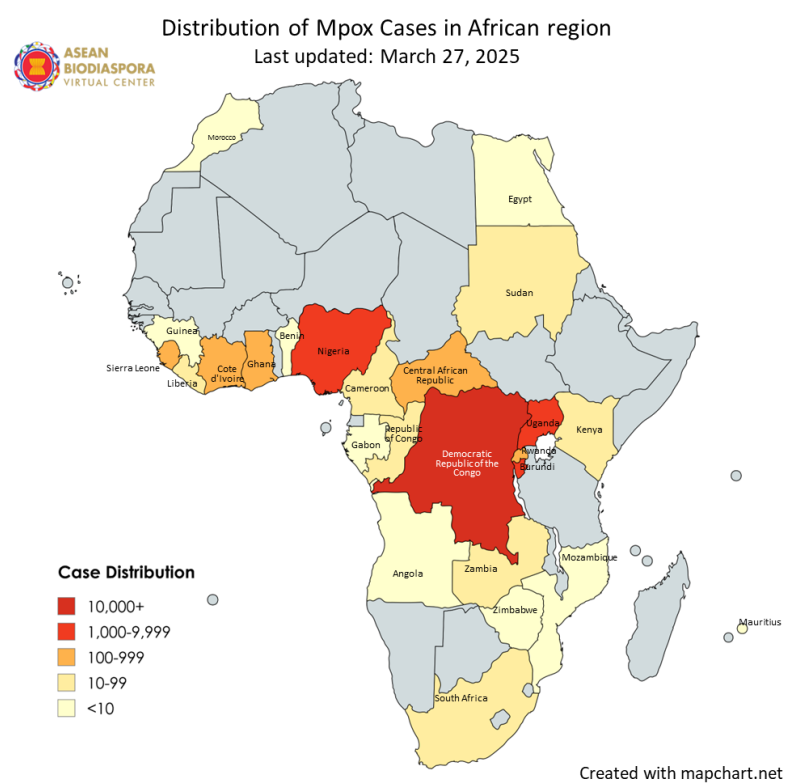 Distribution of Mpox Cases in African region
Last updated: March 27, 2025
ASEAN
BIODIASPORA
VIRTUAL CENTER
Morocco
Egypt
Sudan
Guinea
Benin
Nigeria
Sierra Leone
Liberia
Cote
d'Ivoire
Ghana
Central African
Republic
Cameroon
Uganda
Kenya
Republic
of Congo
Gabon
Rwanda
Democratic
Republic of the
Congo
Burundi
Mozambique
Angola
Zambia
Zimbabwe
Mauritius
South Africa
Case Distribution
10,000+
1,000-9,999
100-999
10-99
<10
Created with mapchart.net